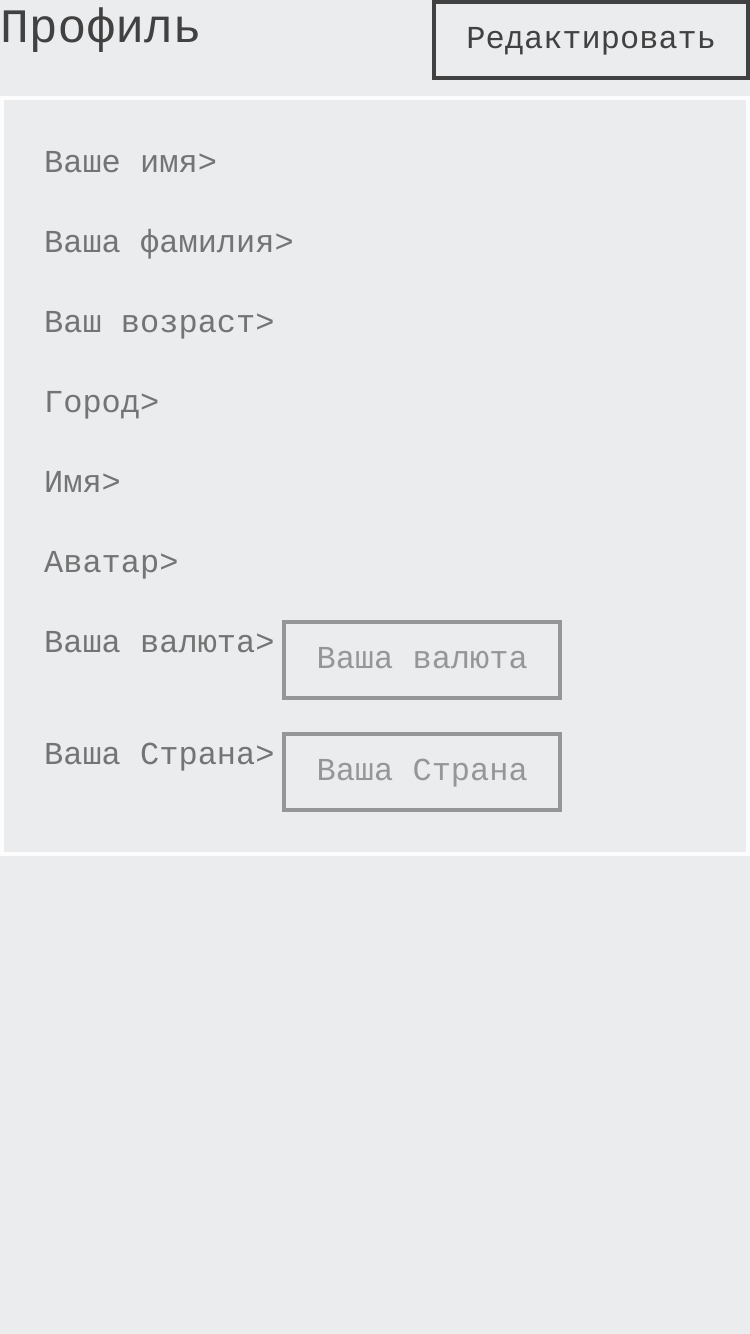 Профиль
Редактировать
Ваше имя>
Ваша фамилия>
Ваш возраст>
Город>
Имя>
Аватар>
Ваша валюта> Ваша валюта
Ваша Страна> Ваша Страна